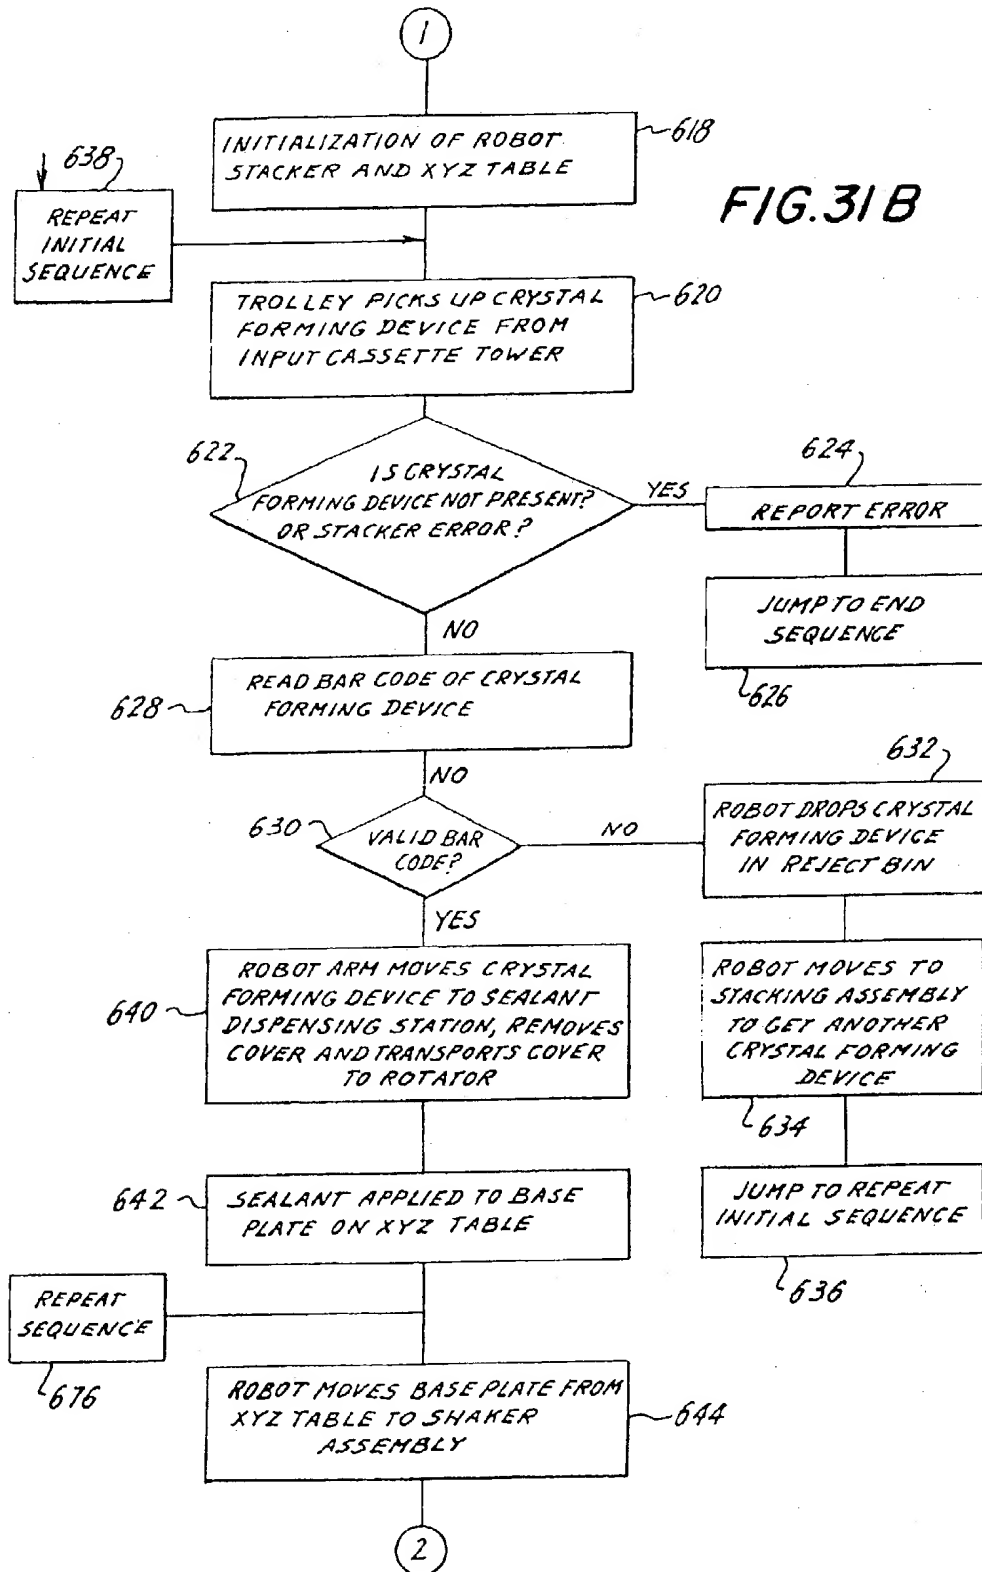 1
INITIALIZATION OF ROBOT
STACKER AND XYZ TABLE
618
FIG. 31B
638
REPEAT
INITIAL
SEQUENCE
TROLLEY PICKS UP CRYSTAL
FORMING DEVICE FROM
INPUT CASSETTE TOWER
620
622
IS CRYSTAL
FORMING DEVICE NOT PRESENT?
OR STACKER ERROR?
YES
624
REPORT ERROR
JUMP TO END
SEQUENCE
626
NO
READ BAR CODE OF CRYSTAL
FORMING DEVICE
628
NO
630
VALID BAR
CODE?
NO
632
ROBOT DROPS CRYSTAL
FORMING DEVICE
IN REJECT BIN
YES
ROBOT ARM MOVES CRYSTAL
FORMING DEVICE TO SEALANT
DISPENSING STATION, REMOVES
COVER AND TRANSPORTS COVER
TO ROTATOR
640
ROBOT MOVES TO
STACKING ASSEMBLY
TO GET ANOTHER
CRYSTAL FORMING
DEVICE
634
642
SEALANT APPLIED TO BASE
PLATE ON XYZ TABLE
JUMP TO REPEAT
INITIAL SEQUENCE
636
REPEAT
SEQUENCE
676
ROBOT MOVES BASE PLATE FROM
XYZ TABLE TO SHAKER
ASSEMBLY
644
2